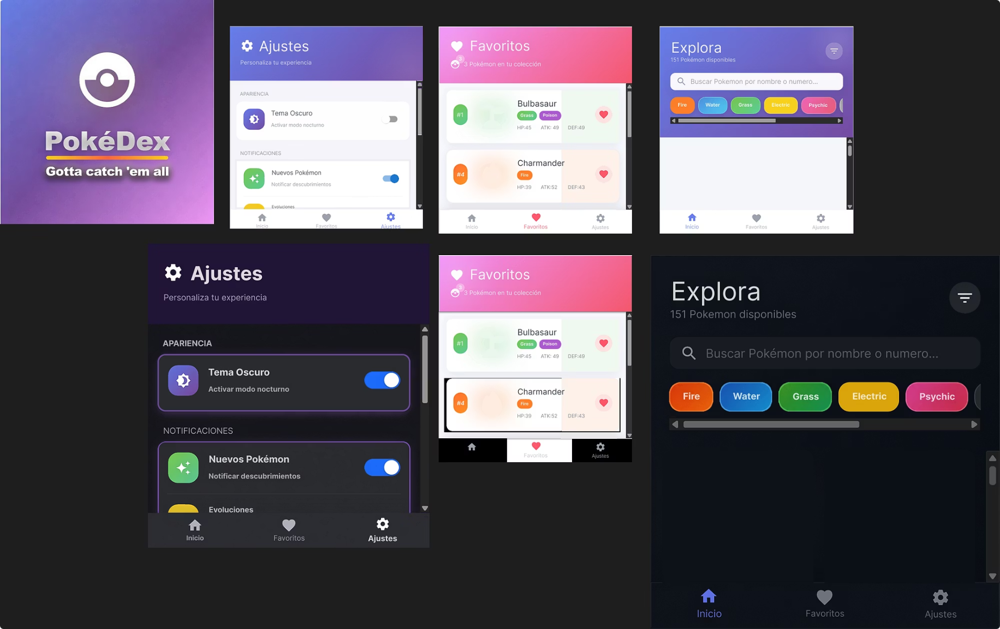 PokéDex
Gotta catch 'em all
Ajustes
Personaliza tu experiencia
APARIENCIA
Tema Oscuro
Activar modo nocturno
NOTIFICACIONES
Nuevos Pokémon
Notificar descubrimientos
Evoluciones
Inicio
Favoritos
Ajustes
Favoritos
3
3 Pokémon en tu colección
#1
Bulbasaur
Grass Poison
HP:45 ATK: 49 DEF:49
#4
Charmander
Fire
HP:39 ATK:52 DEF:43
Inicio
Favoritos
Ajustes
Explora
151 Pokémon disponibles
Buscar Pokemon por nombre o numero...
Fire Water Grass Electric Psychic
Inicio
Favoritos
Ajustes
Ajustes
Personaliza tu experiencia
APARIENCIA
Tema Oscuro
Activar modo nocturno
NOTIFICACIONES
Nuevos Pokémon
Notificar descubrimientos
Evoluciones
Inicio
Favoritos
Ajustes
Favoritos
3
3 Pokémon en tu colección
#1
Bulbasaur
Grass Poison
HP:45 ATK: 49 DEF:49
#4
Charmander
Fire
HP:39 ATK:52 DEF:43
Favoritos
Ajustes
Explora
151 Pokemon disponibles
Buscar Pokémon por nombre o numero...
Fire Water Grass Electric Psychic
Inicio
Favoritos
Ajustes